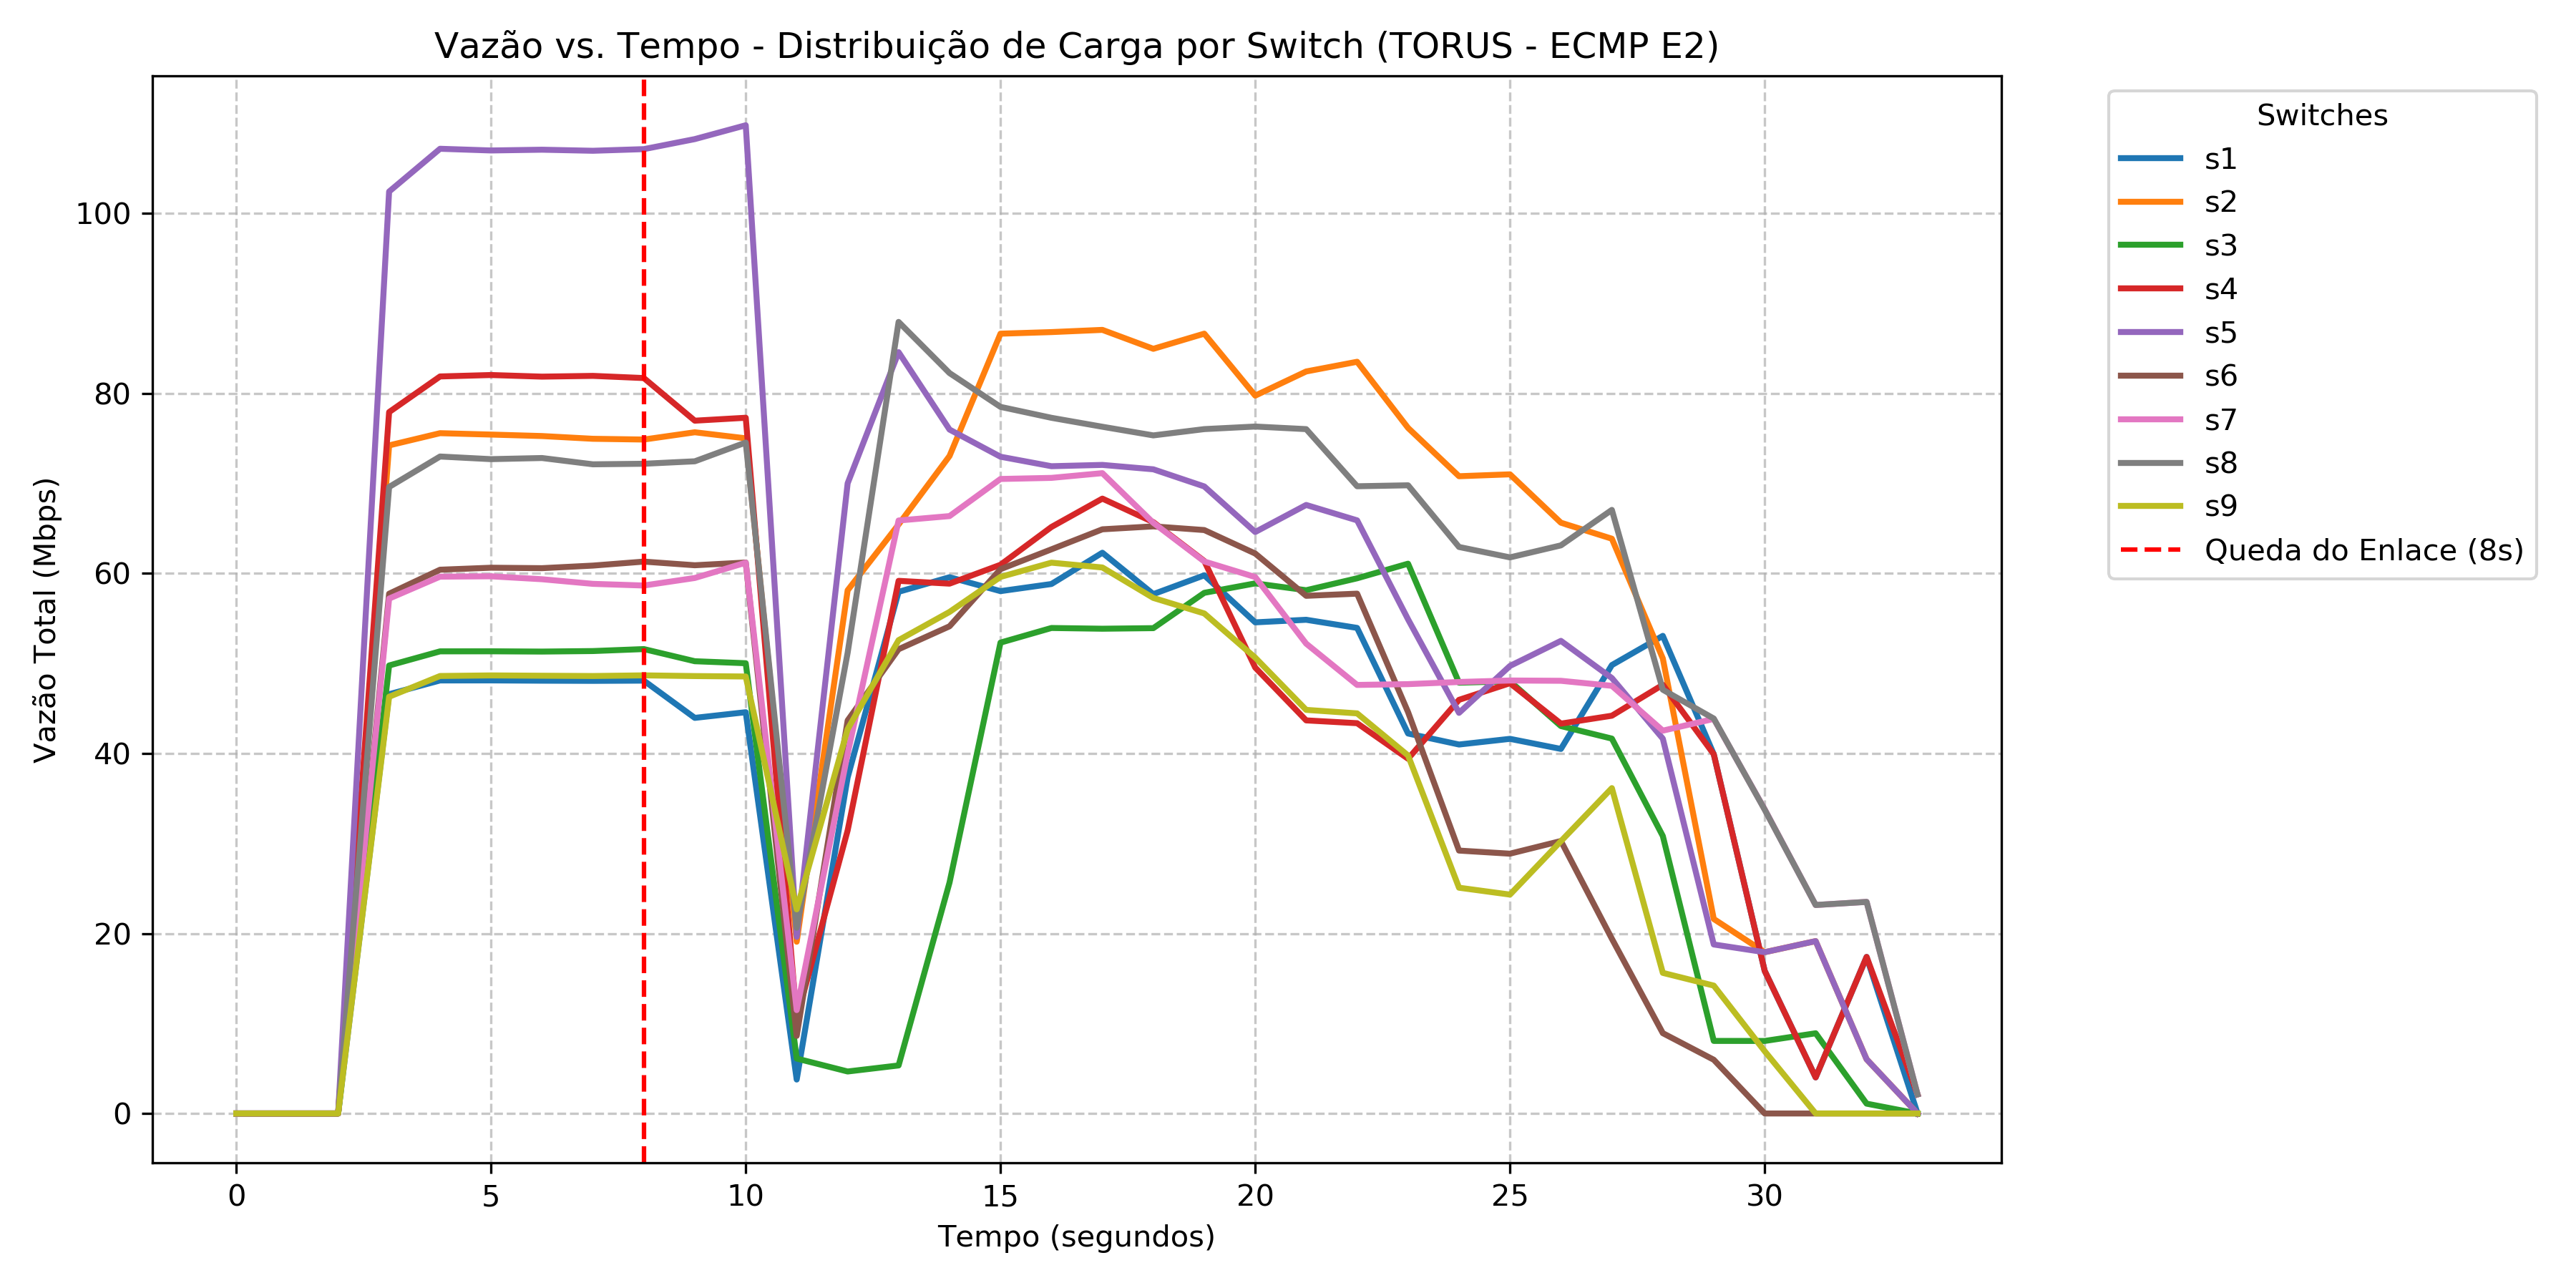 Vazão vs. Tempo - Distribuição de Carga por Switch (TORUS - ECMP E2)
Vazão Total (Mbps)
100
80
60
40
20
0
0 5 10 15 20 25 30
Tempo (segundos)
Switches
s1
s2
s3
s4
s5
s6
s7
s8
s9
Queda do Enlace (8s)